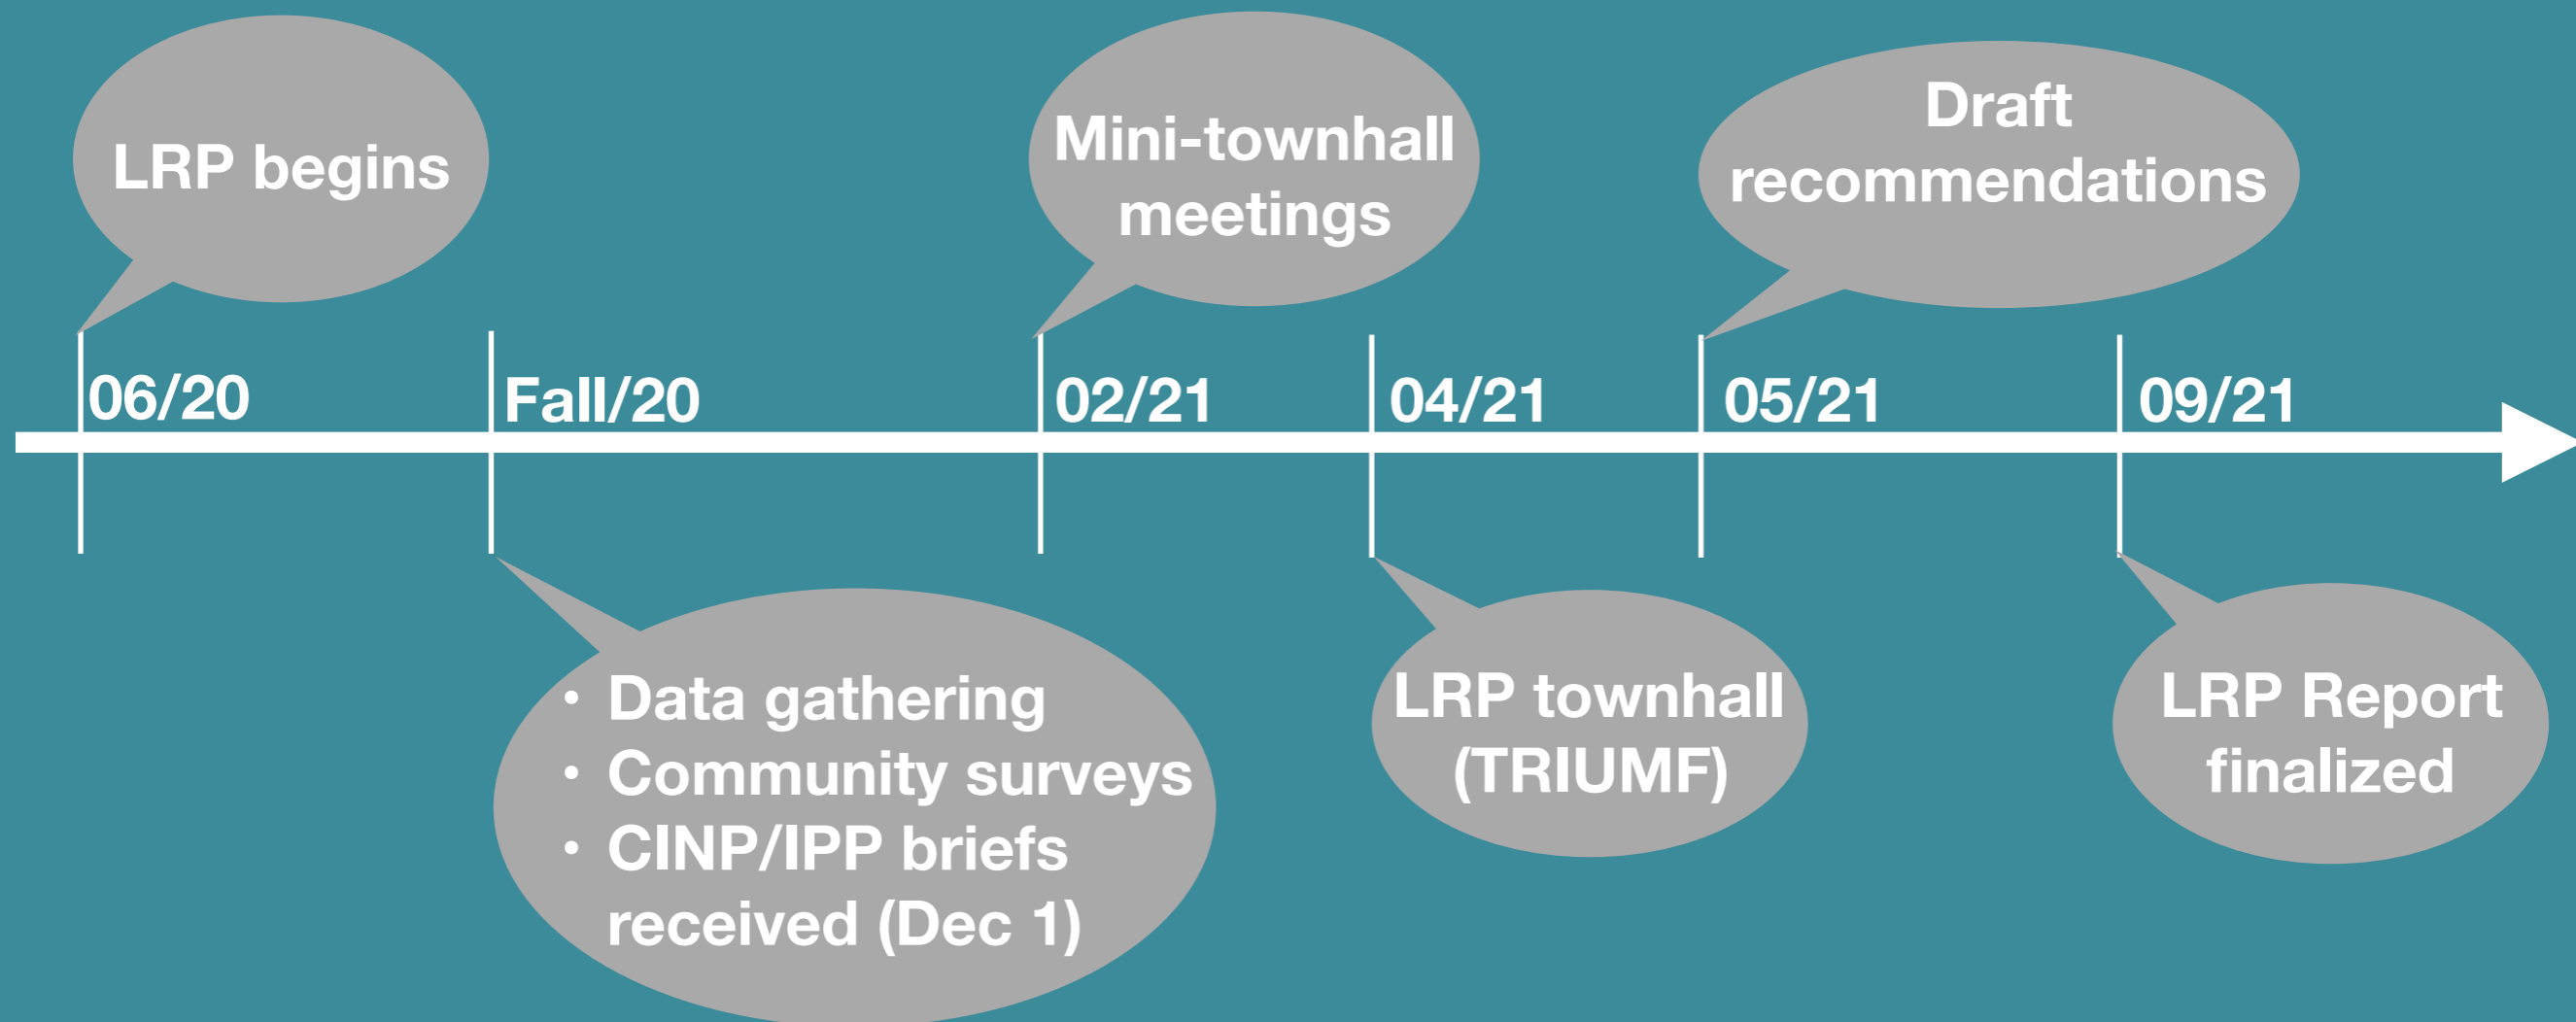 LRP begins
Mini-townhall
meetings
Draft
recommendations
06/20
Fall/20
02/21
04/21
05/21
09/21
• Data gathering
• Community surveys
• CINP/IPP briefs
received (Dec 1)
LRP townhall
(TRIUMF)
LRP Report
finalized